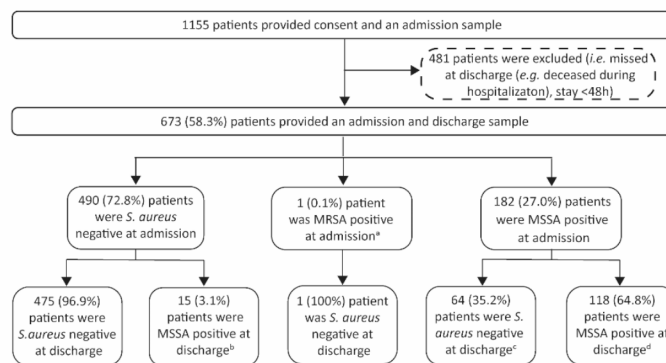 1155 patients provided consent and an admission sample
481 patients were excluded (i.e. missed
at discharge (e.g. deceased during
hospitalizaton), stay <48h)
673 (58.3%) patients provided an admission and discharge sample
490 (72.8%) patients
were S. aureus
negative at admission
1 (0.1%) patient
was MRSA positive
at admissionᵃ
182 (27.0%) patients
were MSSA positive
at admission
475 (96.9%)
patients were
S.aureus negative
at discharge
15 (3.1%)
patients were
MSSA positive at
dischargeᵇ
1 (100%) patient
was S. aureus
negative at
discharge
64 (35.2%)
patients were S.
aureus negative
at dischargeᶜ
118 (64.8%)
patients were
MSSA positive at
dischargeᵈ